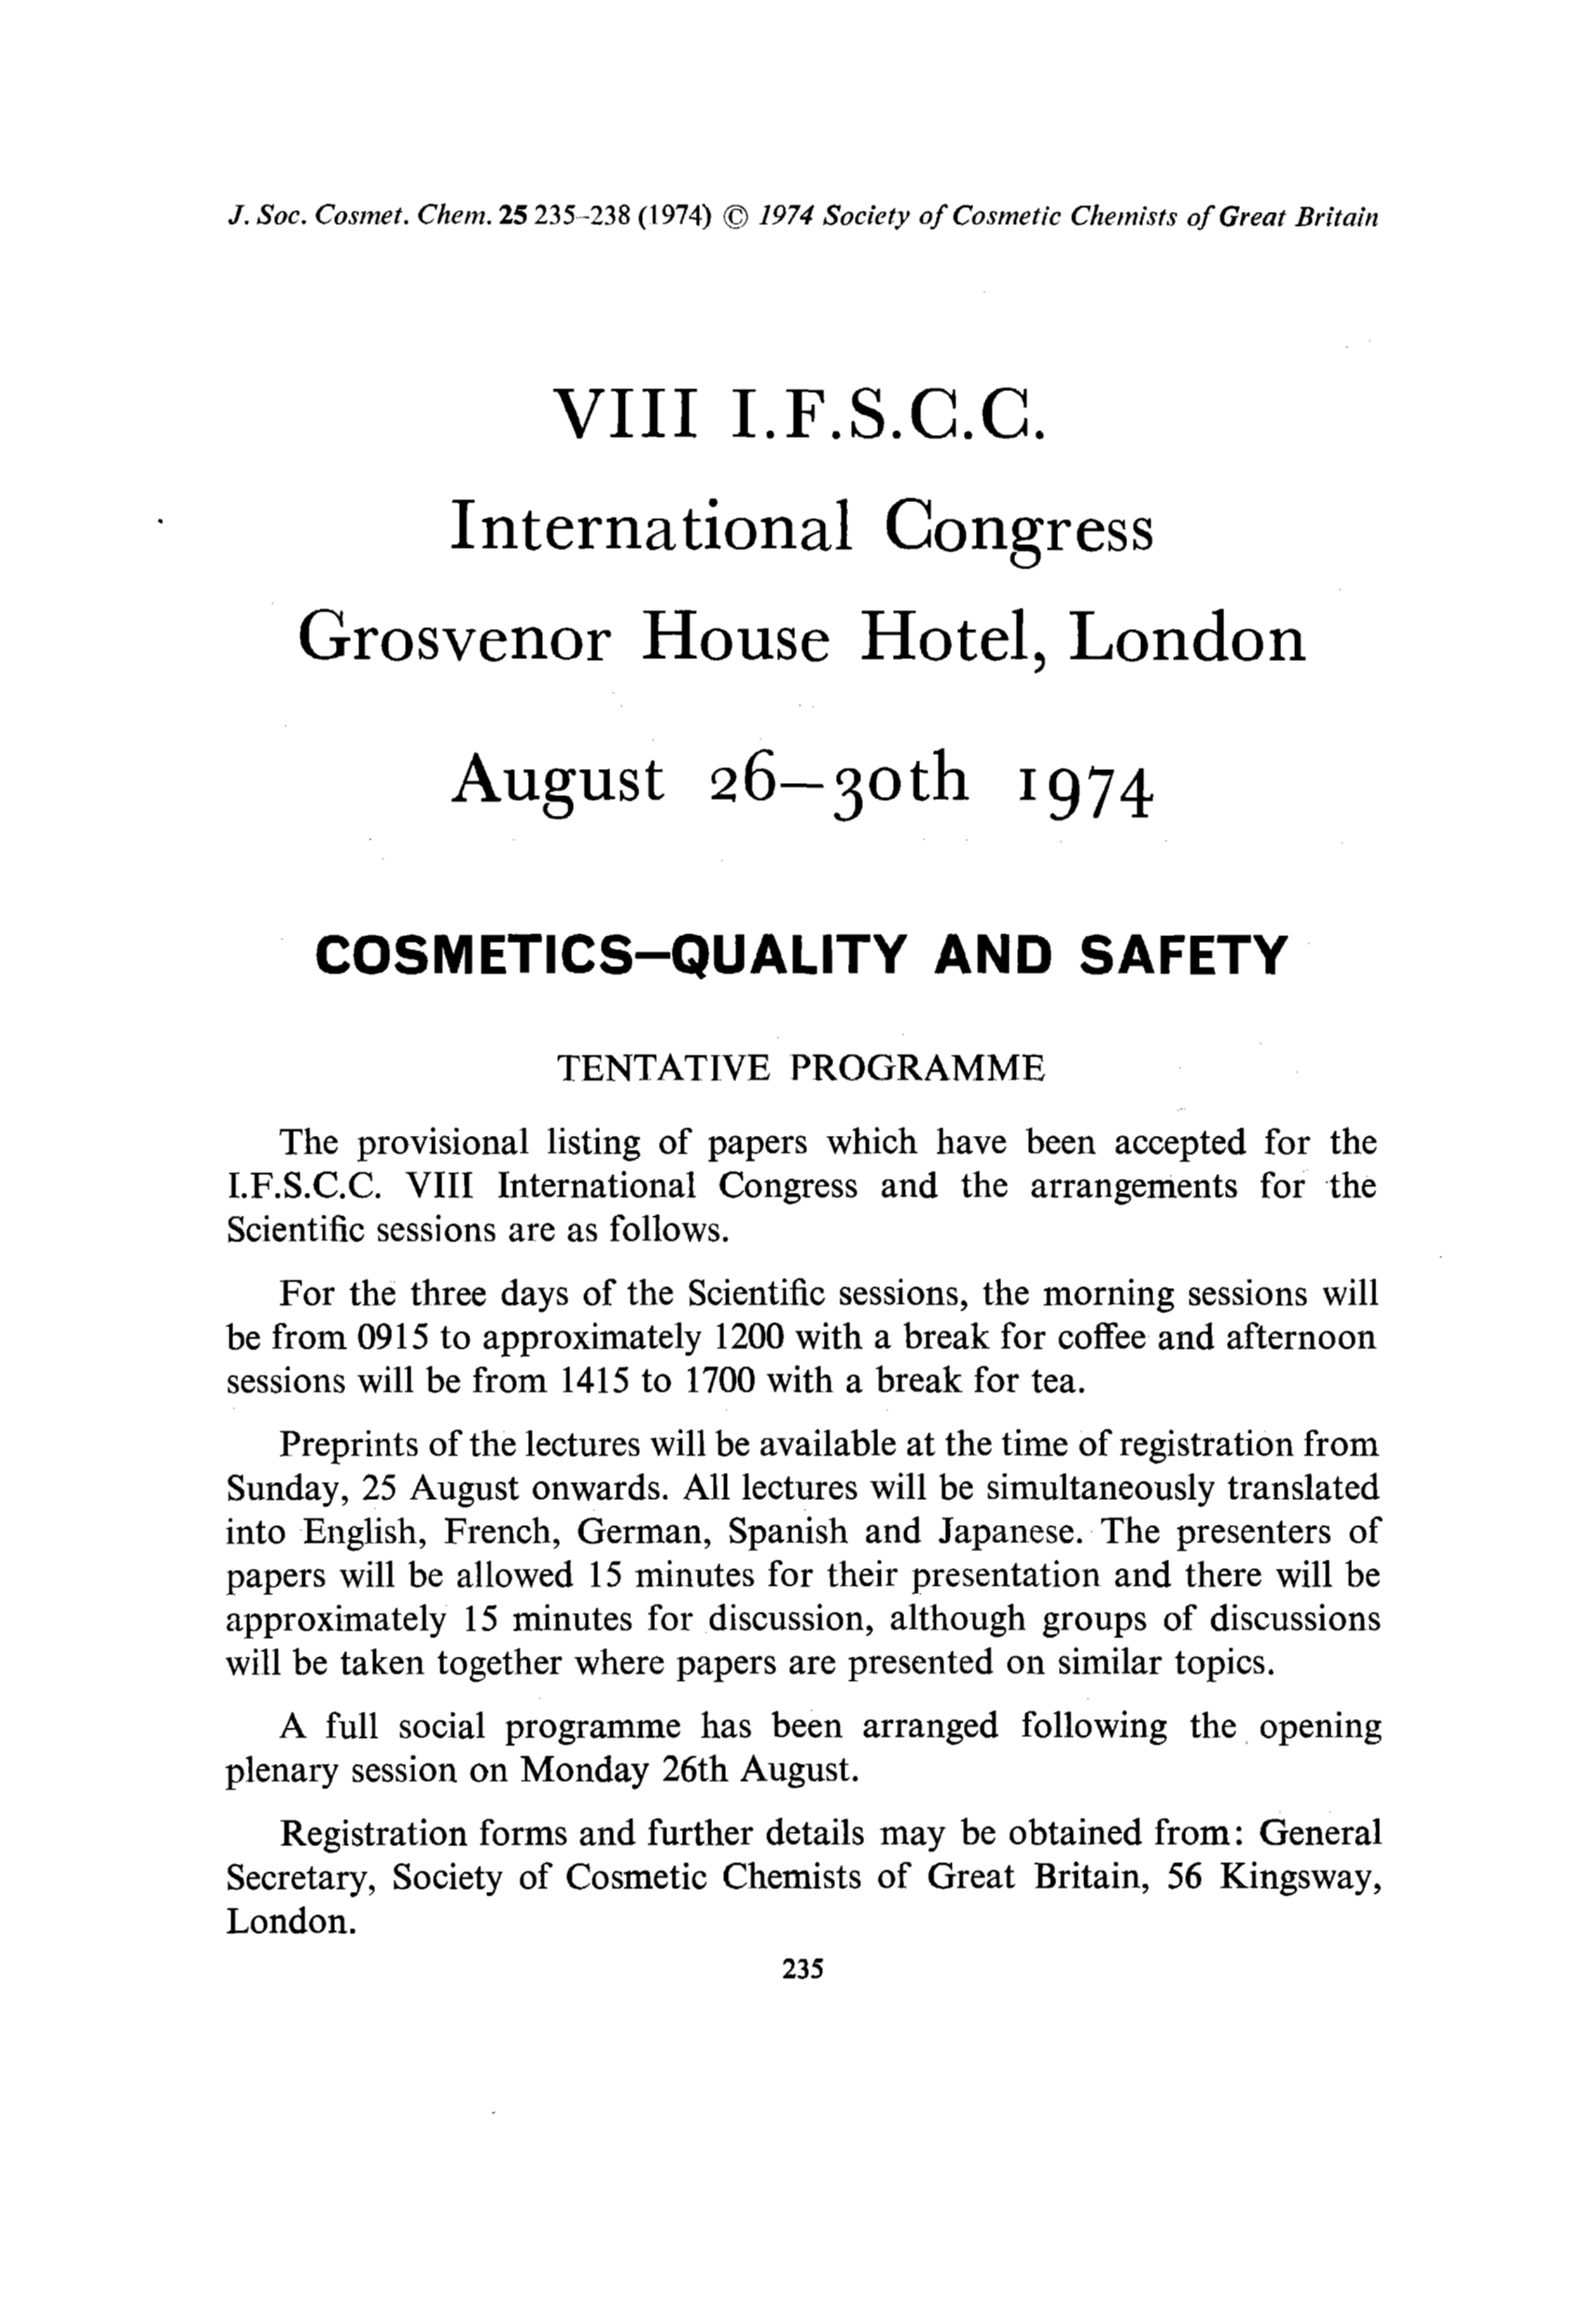 J. Soc. Cosmet. Chem. 25 235–238 (1974) © 1974 Society of Cosmetic Chemists of Great Britain
VIII I.F.S.C.C.
International Congress
Grosvenor House Hotel, London
August 26–30th 1974
COSMETICS–QUALITY AND SAFETY
TENTATIVE PROGRAMME
The provisional listing of papers which have been accepted for the
I.F.S.C.C. VIII International Congress and the arrangements for the
Scientific sessions are as follows.
For the three days of the Scientific sessions, the morning sessions will
be from 0915 to approximately 1200 with a break for coffee and afternoon
sessions will be from 1415 to 1700 with a break for tea.
Preprints of the lectures will be available at the time of registration from
Sunday, 25 August onwards. All lectures will be simultaneously translated
into English, French, German, Spanish and Japanese. The presenters of
papers will be allowed 15 minutes for their presentation and there will be
approximately 15 minutes for discussion, although groups of discussions
will be taken together where papers are presented on similar topics.
A full social programme has been arranged following the opening
plenary session on Monday 26th August.
Registration forms and further details may be obtained from: General
Secretary, Society of Cosmetic Chemists of Great Britain, 56 Kingsway,
London.
235